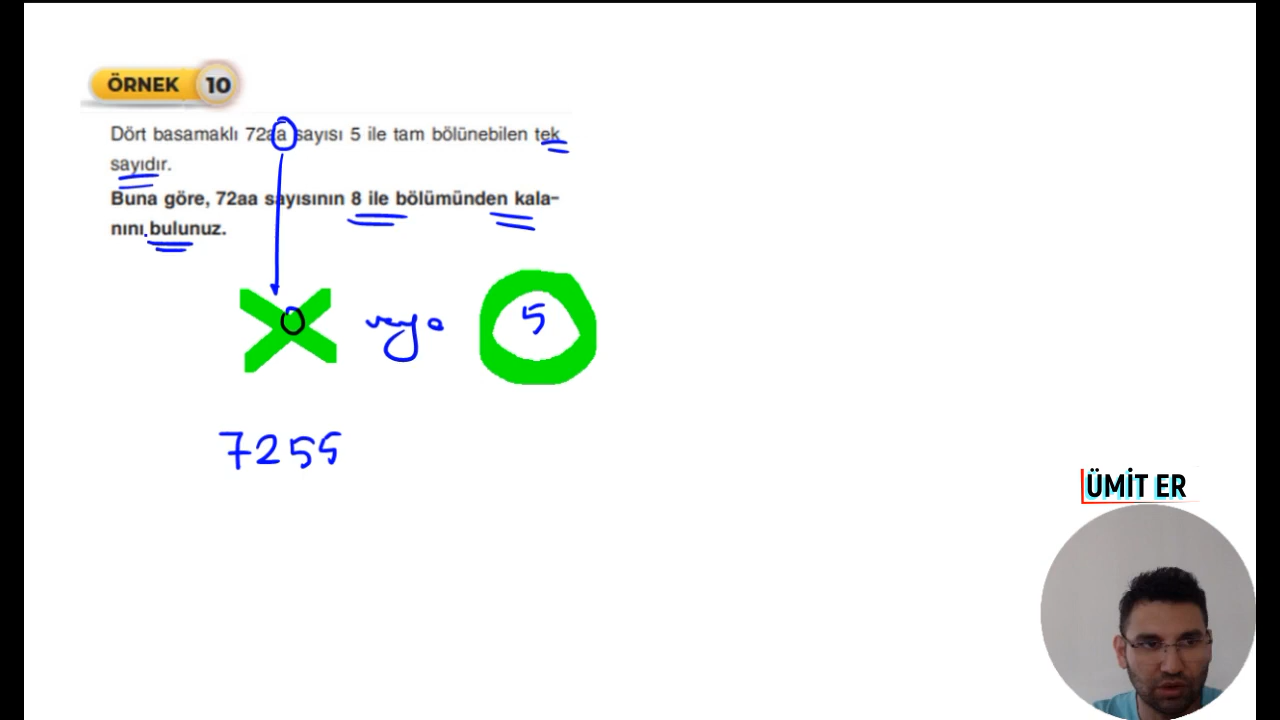 ÖRNEK 10
Dört basamaklı 72aa sayısı 5 ile tam bölünebilen tek
sayıdır.
Buna göre, 72aa sayısının 8 ile bölümünden kala-
nını bulunuz.
0 veya 5
7255
ÜMİT ER